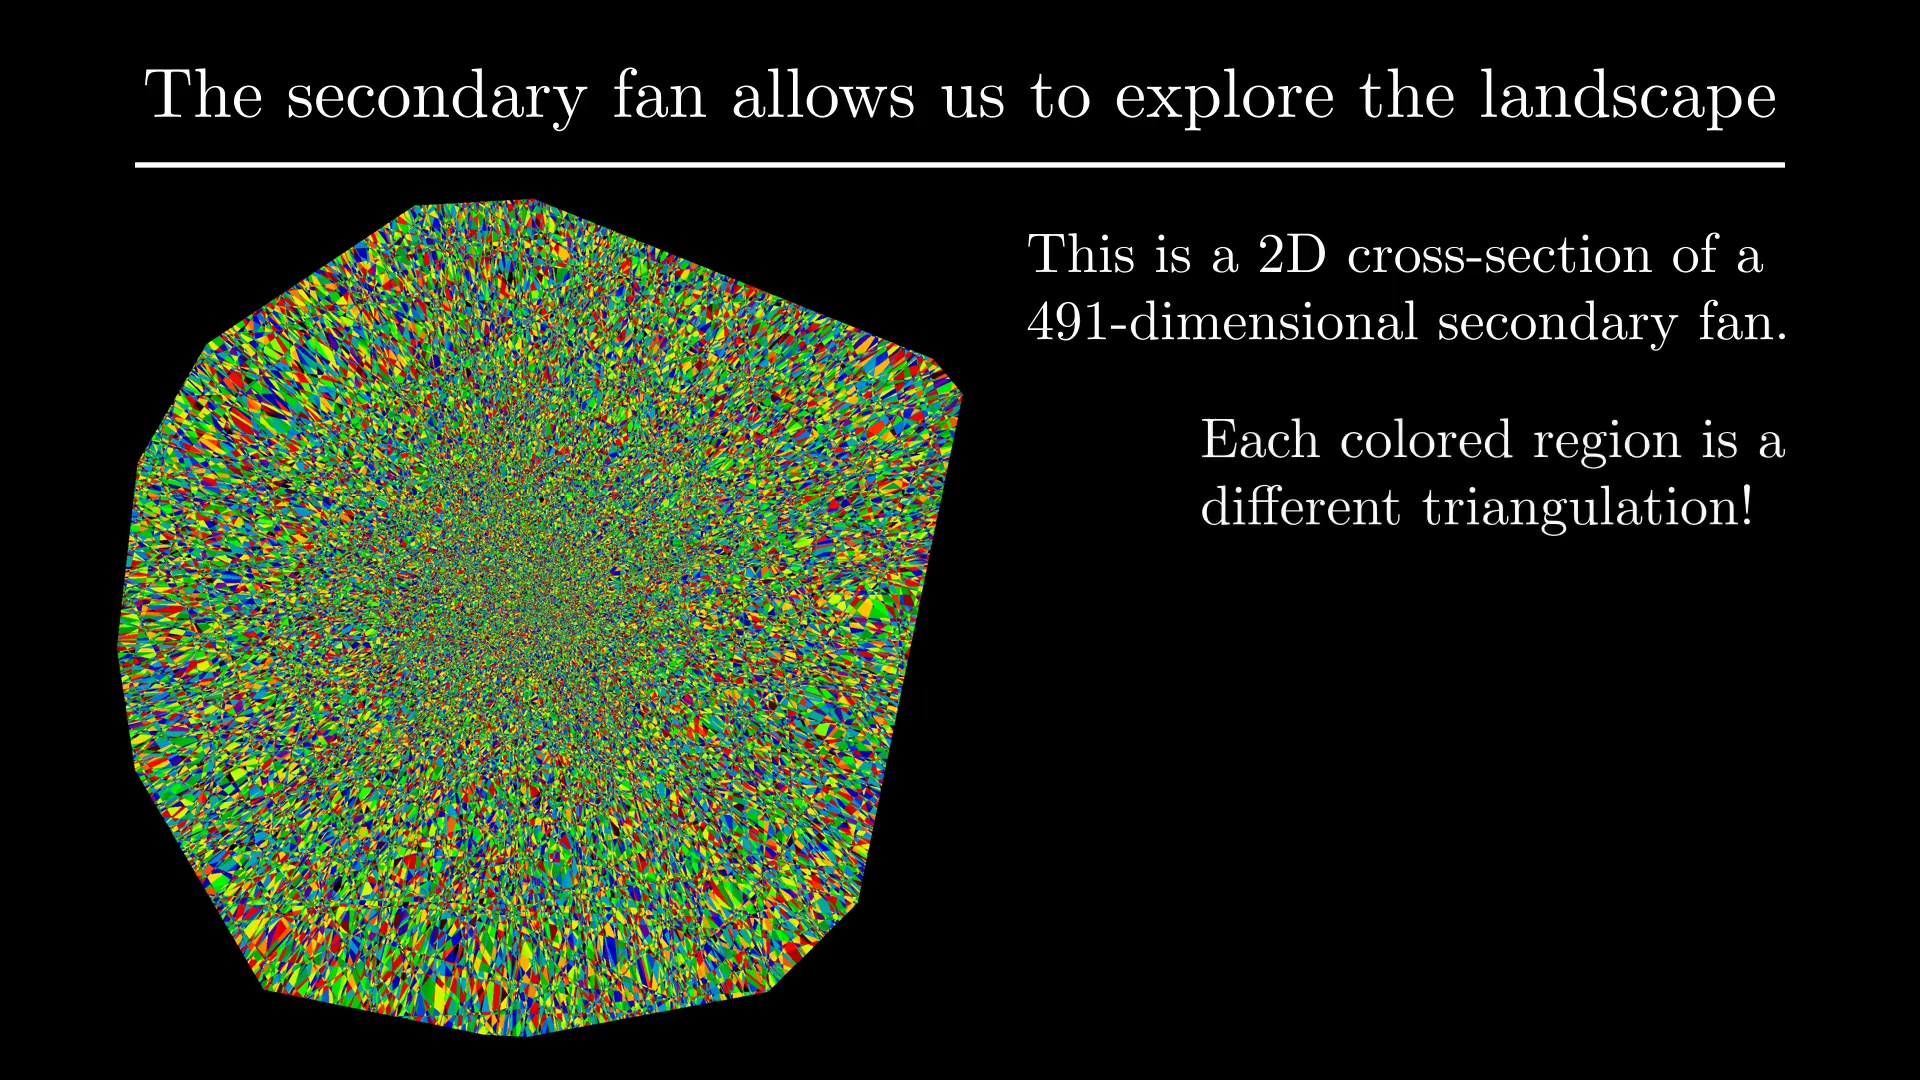 The secondary fan allows us to explore the landscape
This is a 2D cross-section of a
491-dimensional secondary fan.
Each colored region is a
different triangulation!